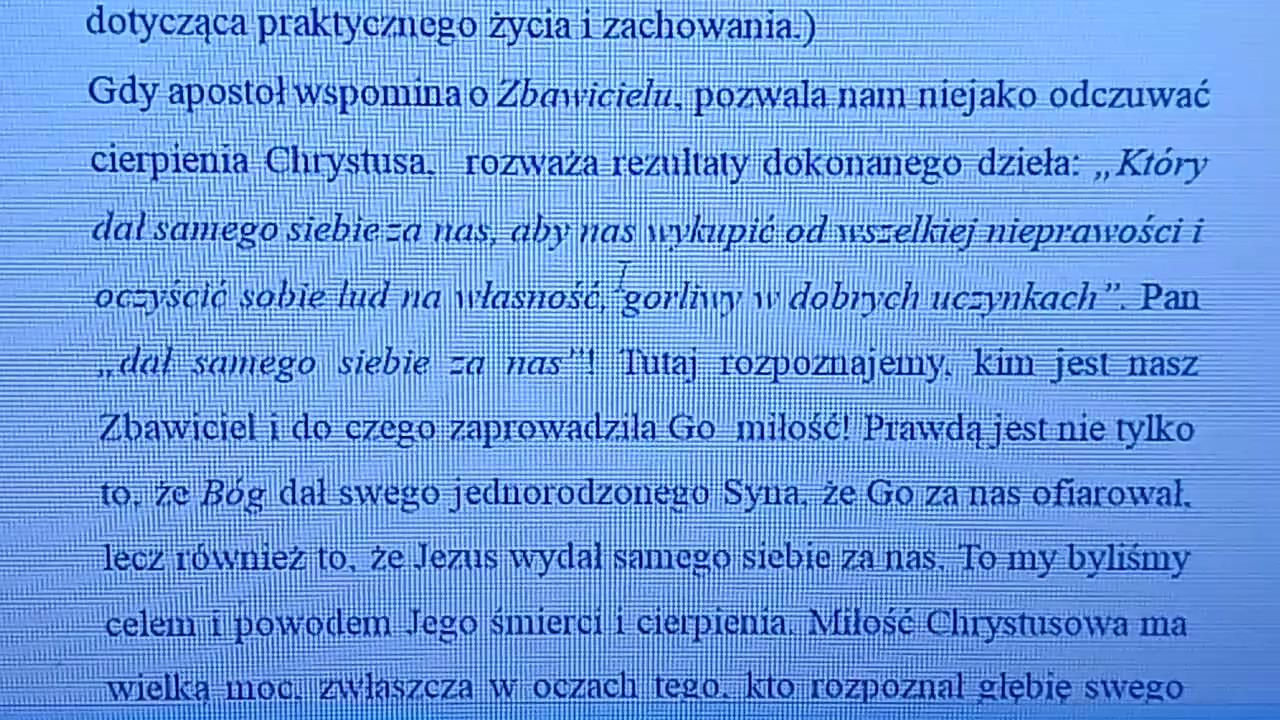 dotycząca praktycznego życia i zachowania.)
Gdy apostoł wspomina o Zbawicielu, pozwala nam niejako odczuwać
cierpienia Chrystusa, rozważa rezultaty dokonanego dzieła: „Który
dał samego siebie za nas, aby nas wykupić od wszelkiej nieprawości i
oczyścić sobie lud na własność, gorliwy w dobrych uczynkach”. Pan
„dał samego siebie za nas”! Tutaj rozpoznajemy, kim jest nasz
Zbawiciel i do czego zaprowadziła Go miłość! Prawdą jest nie tylko
to, że Bóg dał swego jednorodzonego Syna, że Go za nas ofiarował,
lecz również to, że Jezus wydał samego siebie za nas. To my byliśmy
celem i powodem Jego śmierci i cierpienia. Miłość Chrystusowa ma
wielką moc, zwłaszcza w oczach tego, kto rozpoznał głębię swego